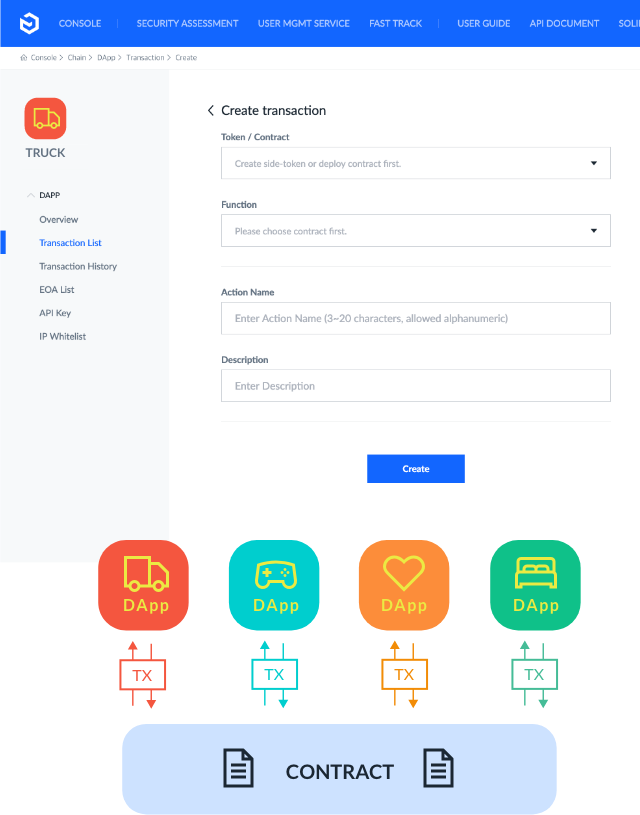 CONSOLE | SECURITY ASSESSMENT USER MGMT SERVICE FAST TRACK | USER GUIDE API DOCUMENT SOLI
Console > Chain > DApp > Transaction > Create
TRUCK
DAPP
Overview
Transaction List
Transaction History
EOA List
API Key
IP Whitelist
Create transaction
Token / Contract
Create side-token or deploy contract first.
Function
Please choose contract first.
Action Name
Enter Action Name (3~20 characters, allowed alphanumeric)
Description
Enter Description
Create
DApp DApp DApp DApp
TX TX TX TX
CONTRACT